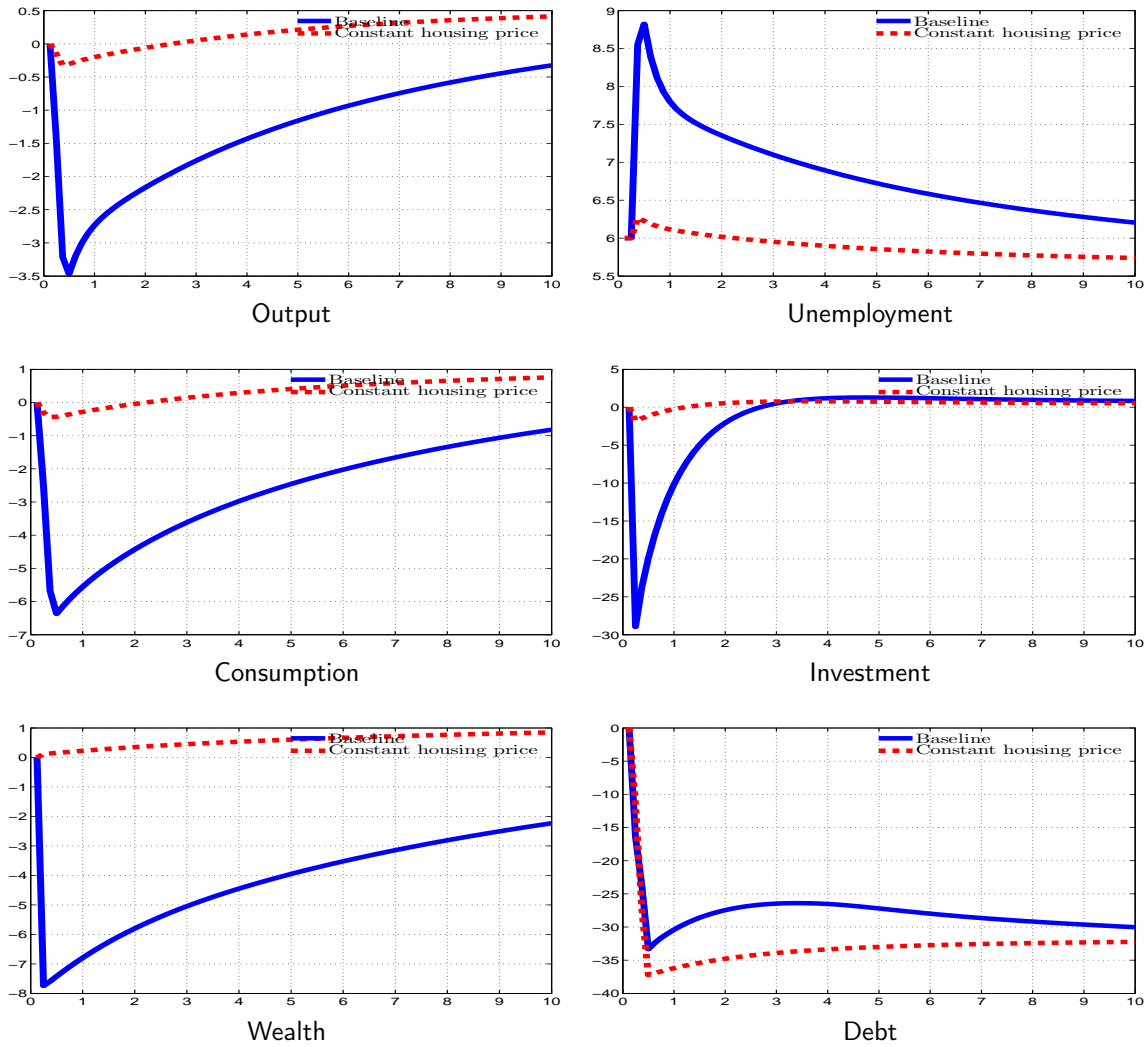 0.5
0
−0.5
−1
−1.5
−2
−2.5
−3
−3.5
0 1 2 3 4 5 6 7 8 9 10
Baseline
Constant housing price
Output
9
8.5
8
7.5
7
6.5
6
5.5
0 1 2 3 4 5 6 7 8 9 10
Baseline
Constant housing price
Unemployment
1
0
−1
−2
−3
−4
−5
−6
−7
0 1 2 3 4 5 6 7 8 9 10
Baseline
Constant housing price
Consumption
5
0
−5
−10
−15
−20
−25
−30
0 1 2 3 4 5 6 7 8 9 10
Baseline
Constant housing price
Investment
1
0
−1
−2
−3
−4
−5
−6
−7
−8
0 1 2 3 4 5 6 7 8 9 10
Baseline
Constant housing price
Wealth
0
−5
−10
−15
−20
−25
−30
−35
−40
0 1 2 3 4 5 6 7 8 9 10
Baseline
Constant housing price
Debt